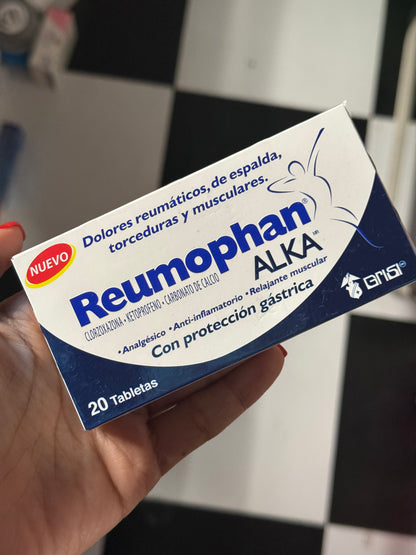 NUEVO
Dolores reumáticos, de espalda,
torceduras y musculares.
Reumophan®
ALKA MR
CLORZOXAZONA • KETOPROFENO • CARBONATO DE CALCIO
•Analgésico •Anti-inflamatorio •Relajante muscular
Con protección gástrica
20 Tabletas